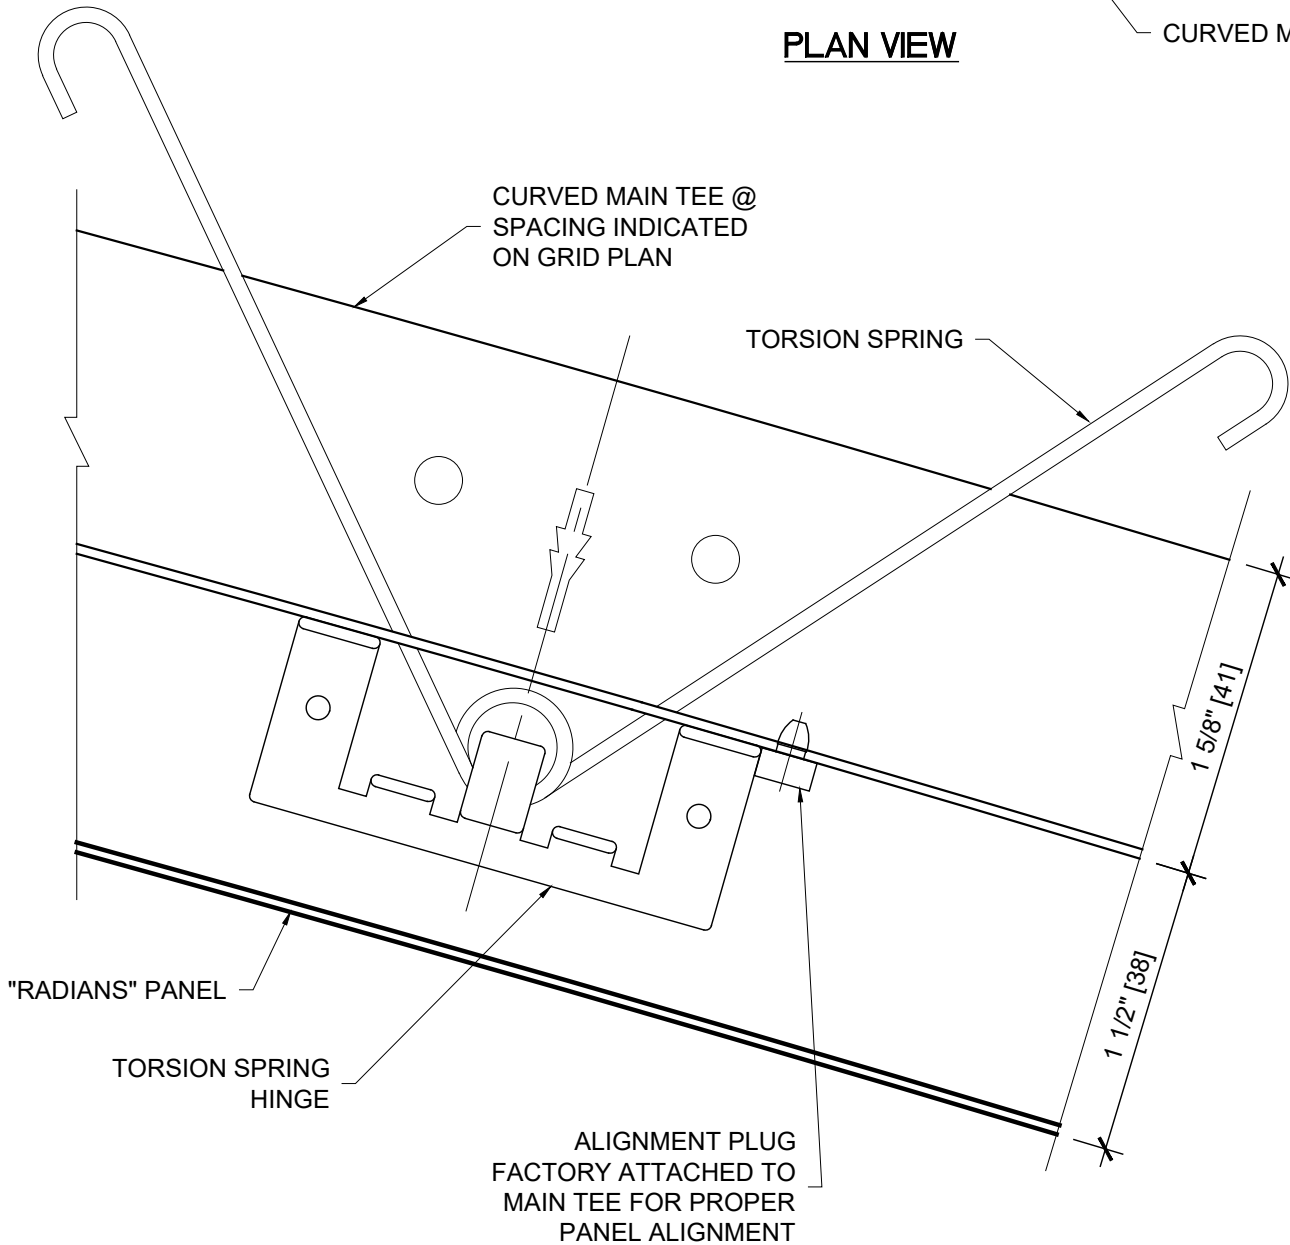 PLAN VIEW
CURVED M
CURVED MAIN TEE @
SPACING INDICATED
ON GRID PLAN
TORSION SPRING
1 5/8" [41]
1 1/2" [38]
"RADIANS" PANEL
TORSION SPRING
HINGE
ALIGNMENT PLUG
FACTORY ATTACHED TO
MAIN TEE FOR PROPER
PANEL ALIGNMENT